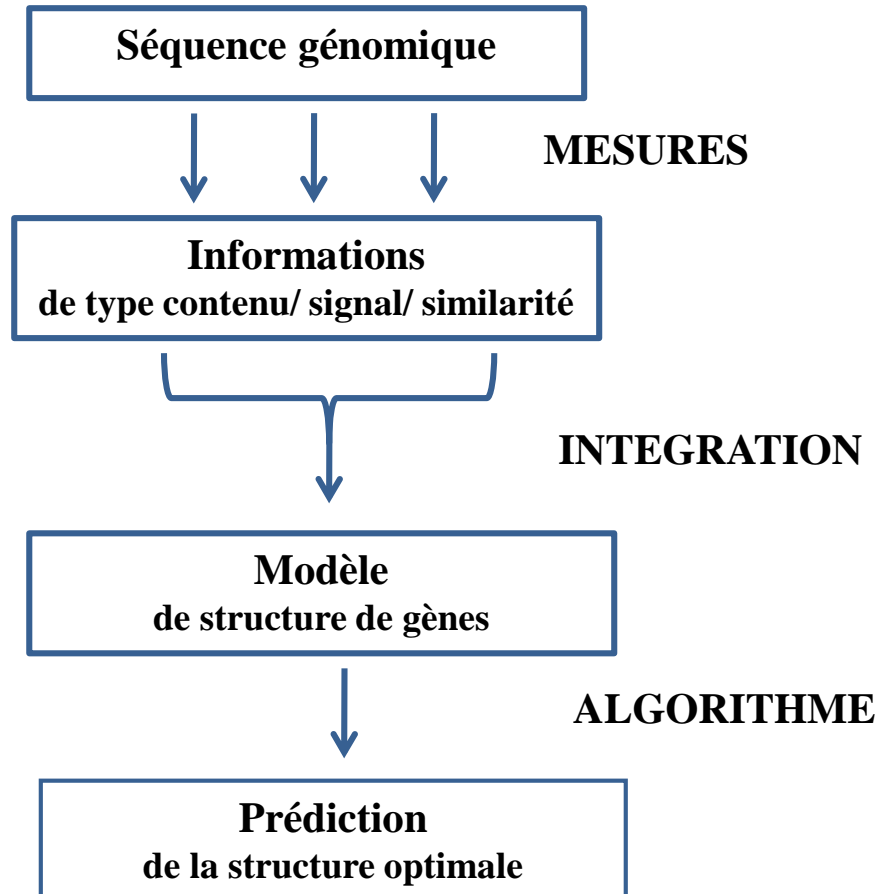 Séquence génomique
MESURES
Informations
de type contenu/ signal/ similarité
INTEGRATION
Modèle
de structure de gènes
ALGORITHME
Prédiction
de la structure optimale